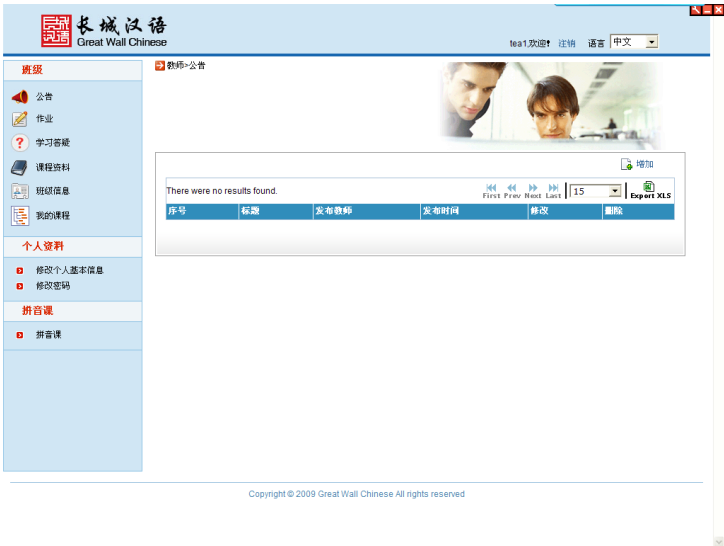 长城汉语
Great Wall Chinese
tea1,欢迎! 注销 语言 中文
班级
公告
作业
学习答疑
课程资料
班级信息
我的课程
个人资料
修改个人基本信息
修改密码
拼音课
拼音课
教师>公告
增加
There were no results found.
First Prev Next Last 15 Export XLS
序号 标题 发布教师 发布时间 修改 删除
Copyright © 2009 Great Wall Chinese All rights reserved